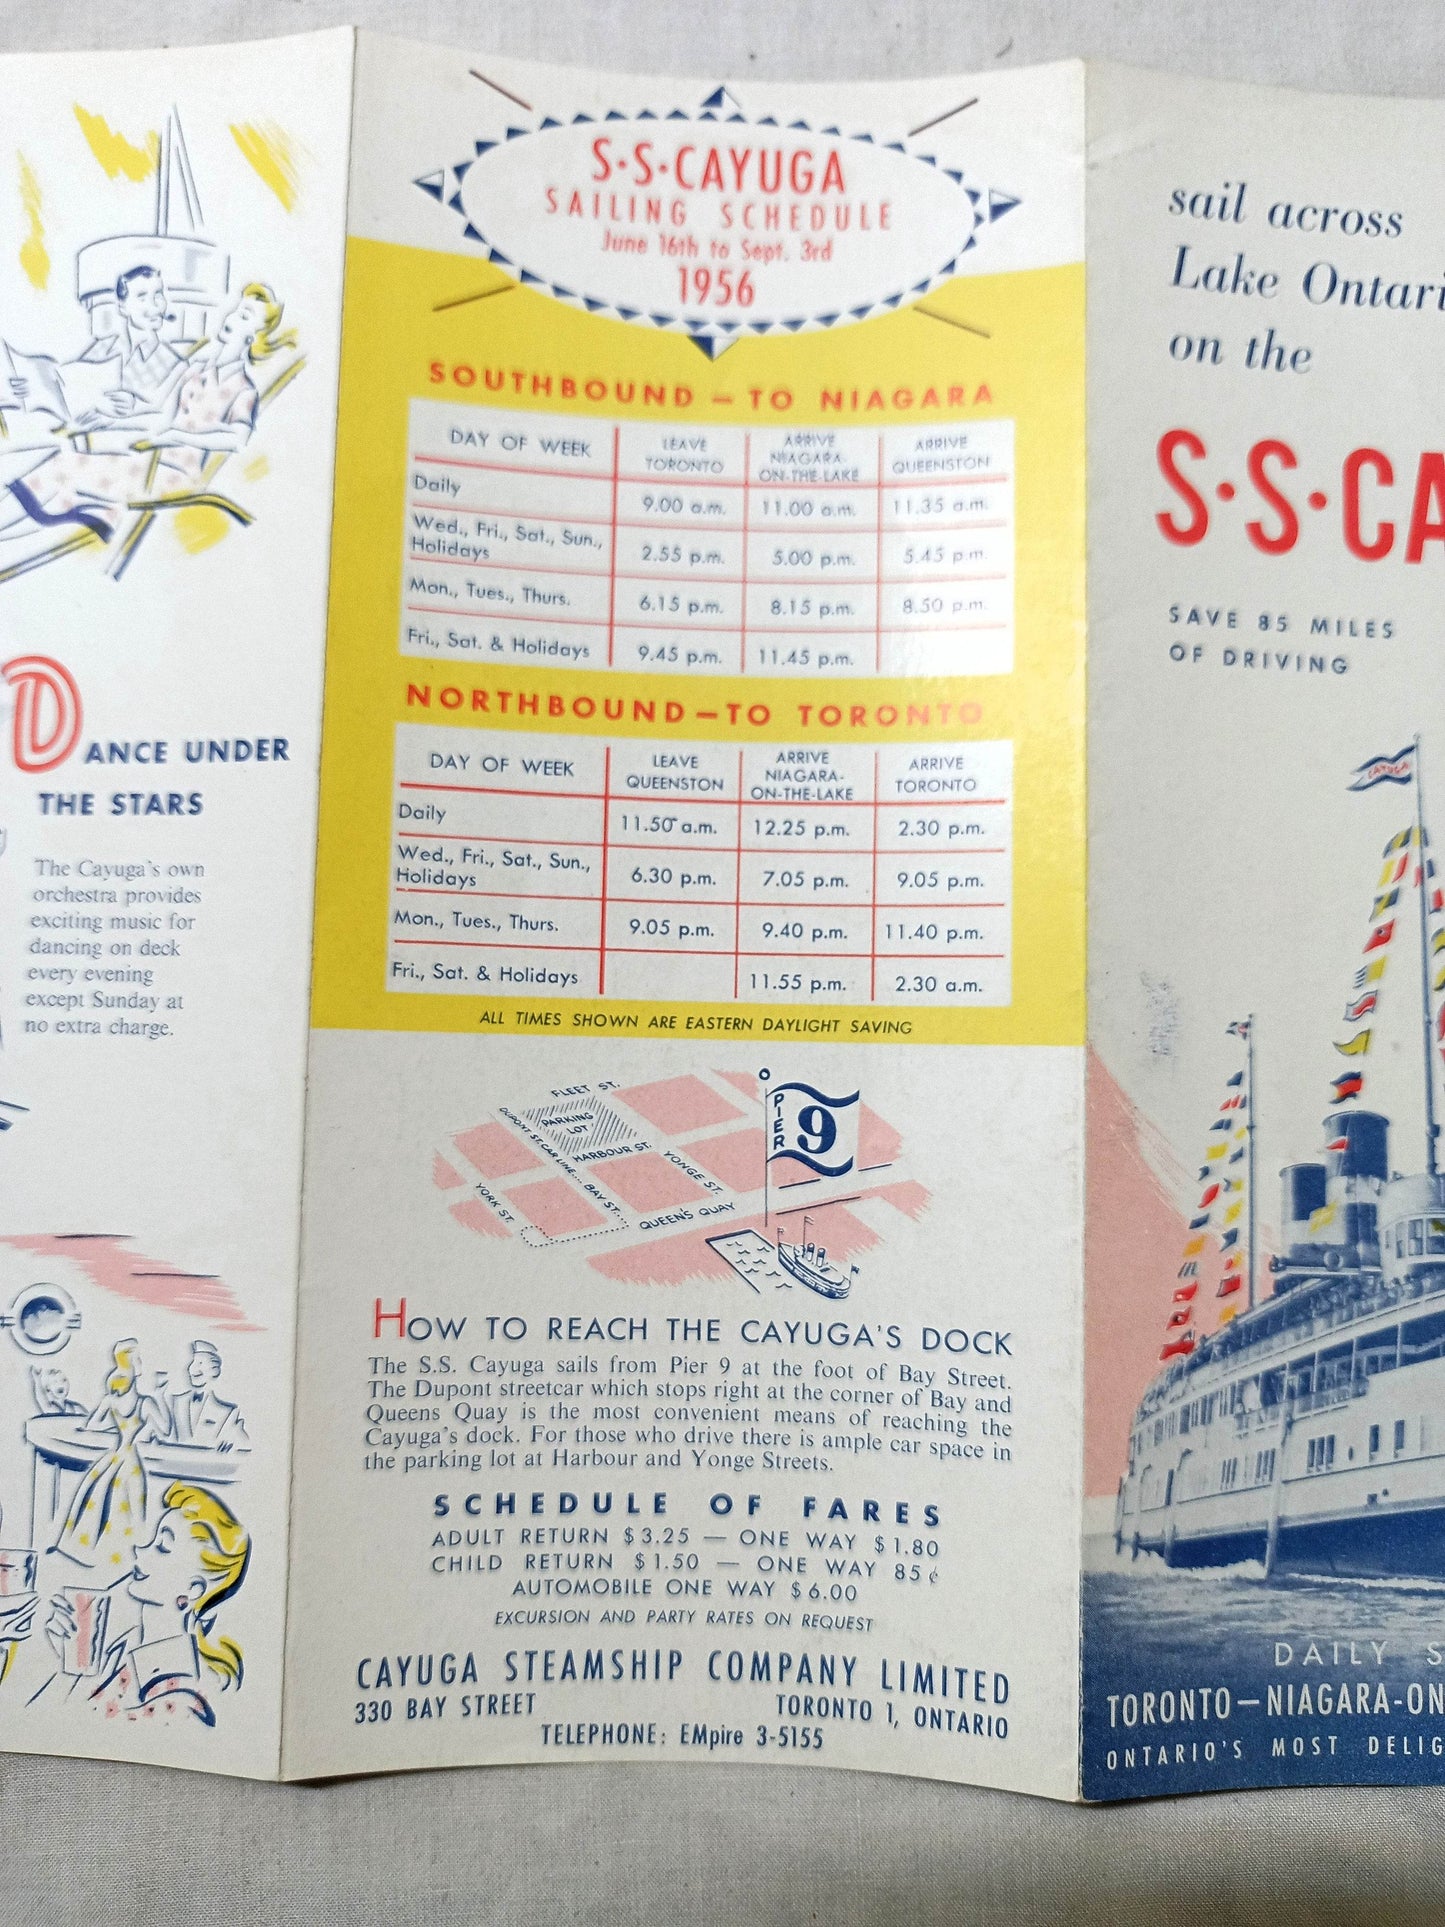 DANCE UNDER
THE STARS
The Cayuga's own
orchestra provides
exciting music for
dancing on deck
every evening
except Sunday at
no extra charge.
S·S·CAYUGA
SAILING SCHEDULE
June 16th to Sept. 3rd
1956
SOUTHBOUND — TO NIAGARA
DAY OF WEEK LEAVE TORONTO ARRIVE NIAGARA-ON-THE-LAKE ARRIVE QUEENSTON
Daily 9.00 a.m. 11.00 a.m. 11.35 a.m.
Wed., Fri., Sat., Sun.,
Holidays 2.55 p.m. 5.00 p.m. 5.45 p.m.
Mon., Tues., Thurs. 6.15 p.m. 8.15 p.m. 8.50 p.m.
Fri., Sat. & Holidays 9.45 p.m. 11.45 p.m.
NORTHBOUND — TO TORONTO
DAY OF WEEK LEAVE QUEENSTON ARRIVE NIAGARA-ON-THE-LAKE ARRIVE TORONTO
Daily 11.50 a.m. 12.25 p.m. 2.30 p.m.
Wed., Fri., Sat., Sun.,
Holidays 6.30 p.m. 7.05 p.m. 9.05 p.m.
Mon., Tues., Thurs. 9.05 p.m. 9.40 p.m. 11.40 p.m.
Fri., Sat. & Holidays 11.55 p.m. 2.30 a.m.
ALL TIMES SHOWN ARE EASTERN DAYLIGHT SAVING
FLEET ST.
PARKING
LOT
DUPONT ST. CAR LINE....
HARBOUR ST.
YONGE ST.
YORK ST.
BAY ST.
QUEEN'S QUAY
PIER
9
HOW TO REACH THE CAYUGA'S DOCK
The S.S. Cayuga sails from Pier 9 at the foot of Bay Street.
The Dupont streetcar which stops right at the corner of Bay and
Queens Quay is the most convenient means of reaching the
Cayuga's dock. For those who drive there is ample car space in
the parking lot at Harbour and Yonge Streets.
SCHEDULE OF FARES
ADULT RETURN $3.25 — ONE WAY $1.80
CHILD RETURN $1.50 — ONE WAY 85¢
AUTOMOBILE ONE WAY $6.00
EXCURSION AND PARTY RATES ON REQUEST
CAYUGA STEAMSHIP COMPANY LIMITED
330 BAY STREET TORONTO 1, ONTARIO
TELEPHONE: EMpire 3-5155
sail across
Lake Ontari
on the
S·S·CA
SAVE 85 MILES
OF DRIVING
CAYUGA
DAILY S
TORONTO—NIAGARA-ON
ONTARIO'S MOST DELIG